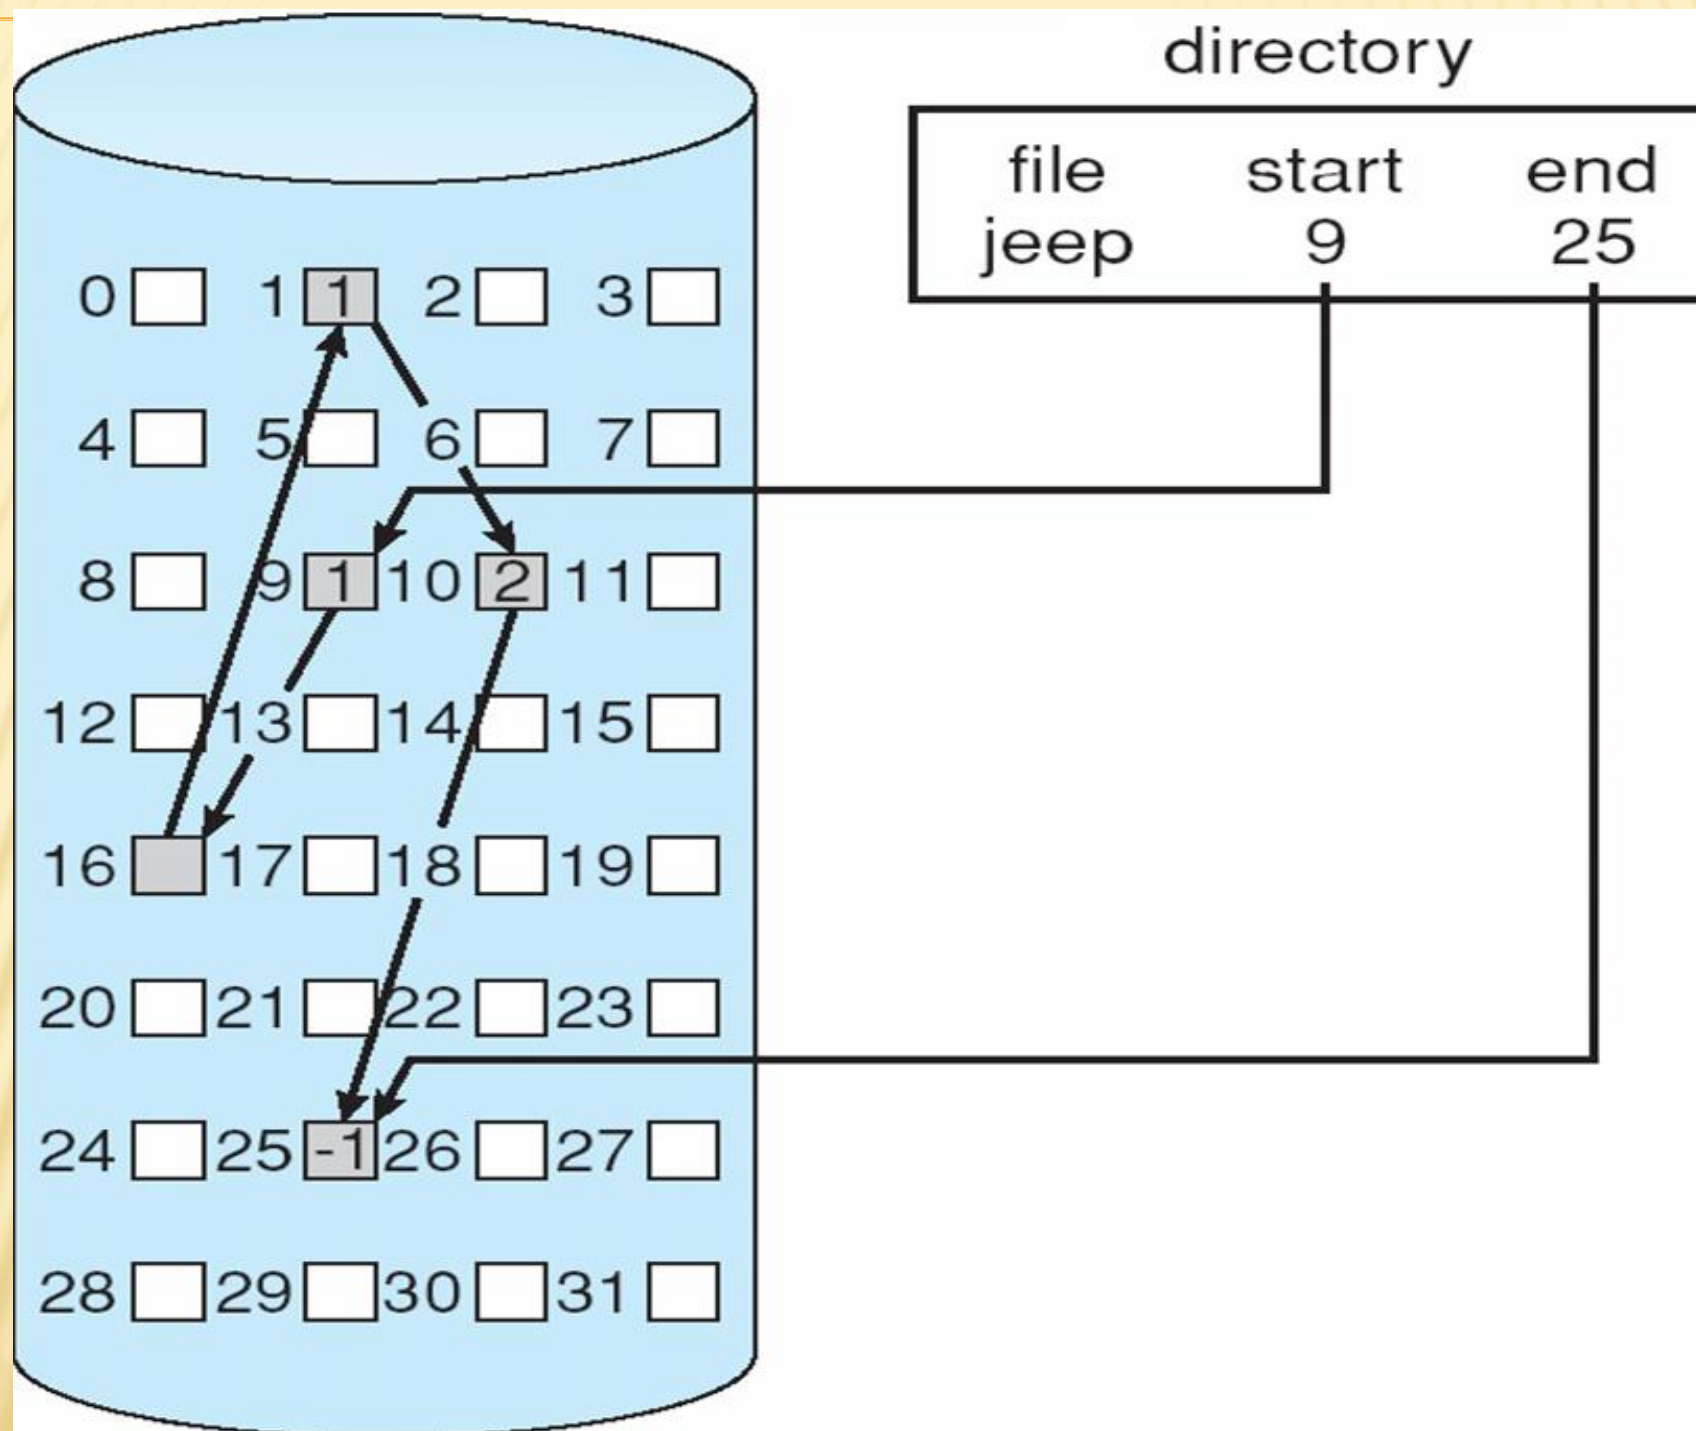 directory
file start end
jeep 9 25
0 1 1 2 3
4 5 6 7
8 9 1 10 2 11
12 13 14 15
16 17 18 19
20 21 22 23
24 25 -1 26 27
28 29 30 31